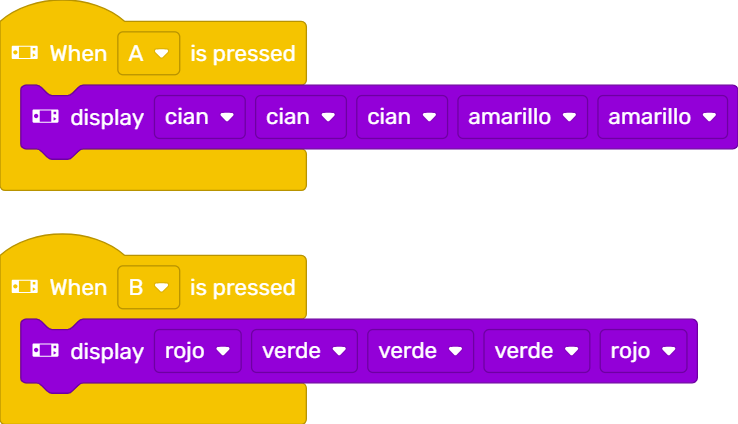 When A is pressed
display cian cian cian amarillo amarillo
When B is pressed
display rojo verde verde verde rojo